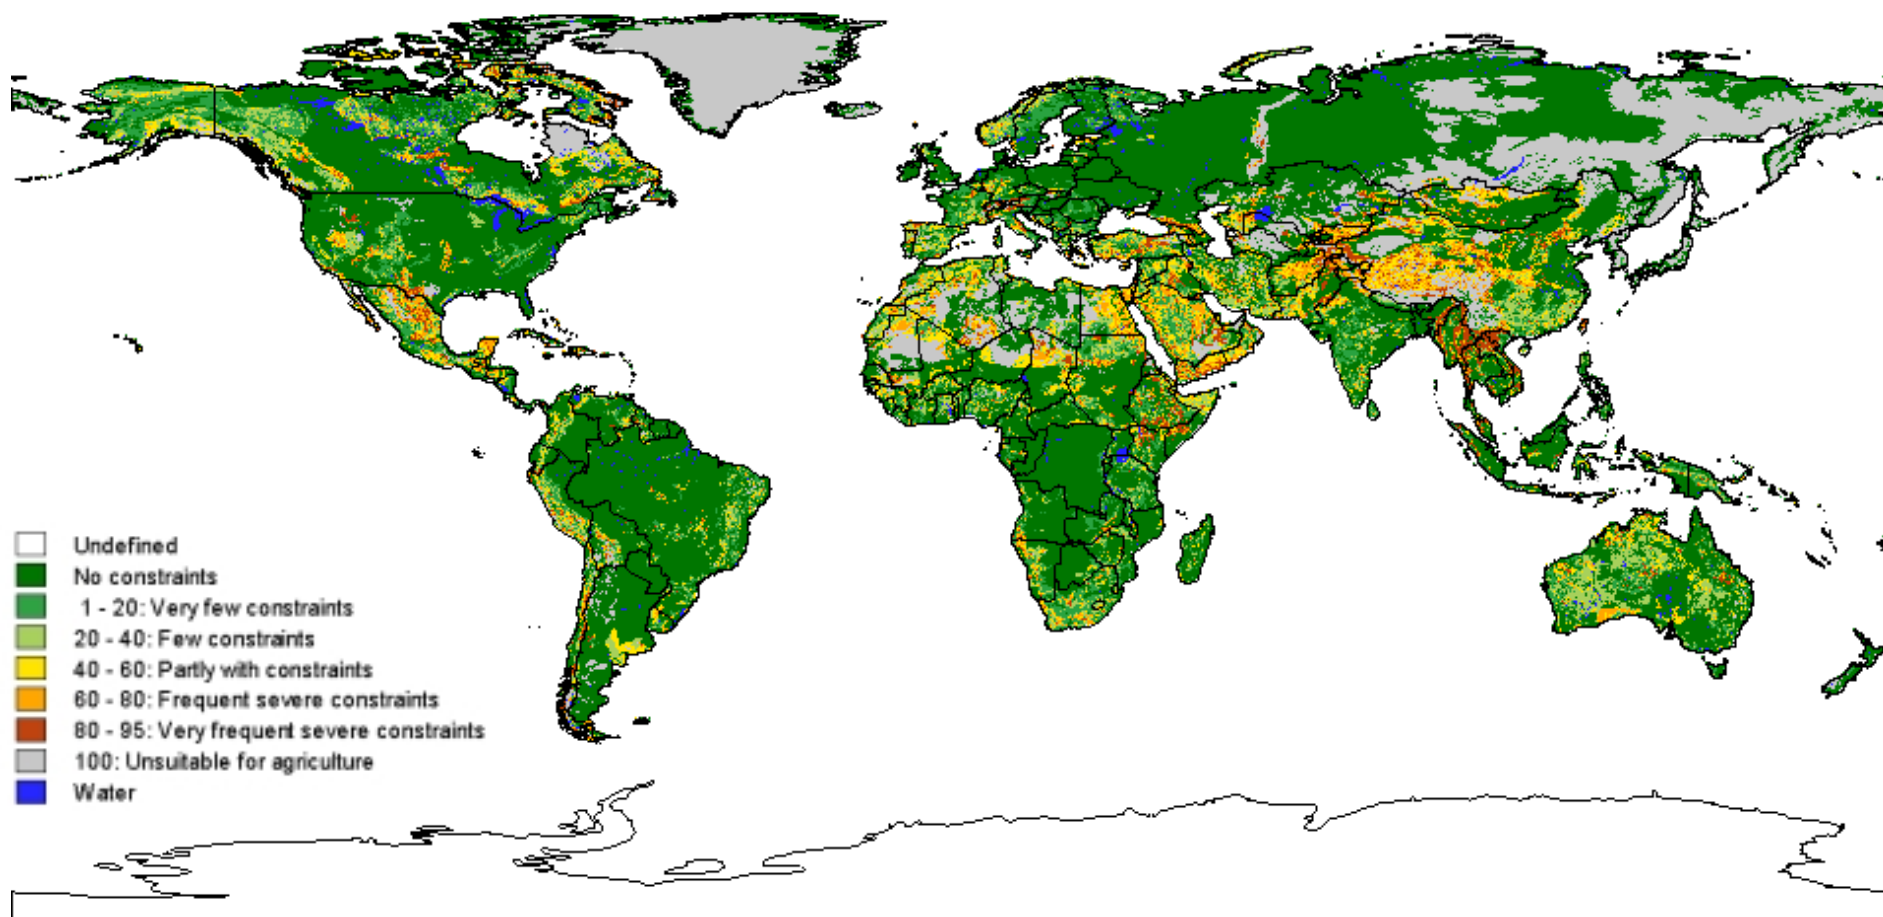 Undefined
No constraints
1 - 20: Very few constraints
20 - 40: Few constraints
40 - 60: Partly with constraints
60 - 80: Frequent severe constraints
80 - 95: Very frequent severe constraints
100: Unsuitable for agriculture
Water